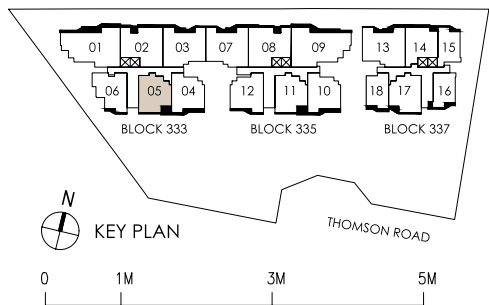 01 02 03 07 08 09 13 14 15
06 05 04 12 11 10 18 17 16
BLOCK 333 BLOCK 335 BLOCK 337
THOMSON ROAD
N
KEY PLAN
0 1M 3M 5M